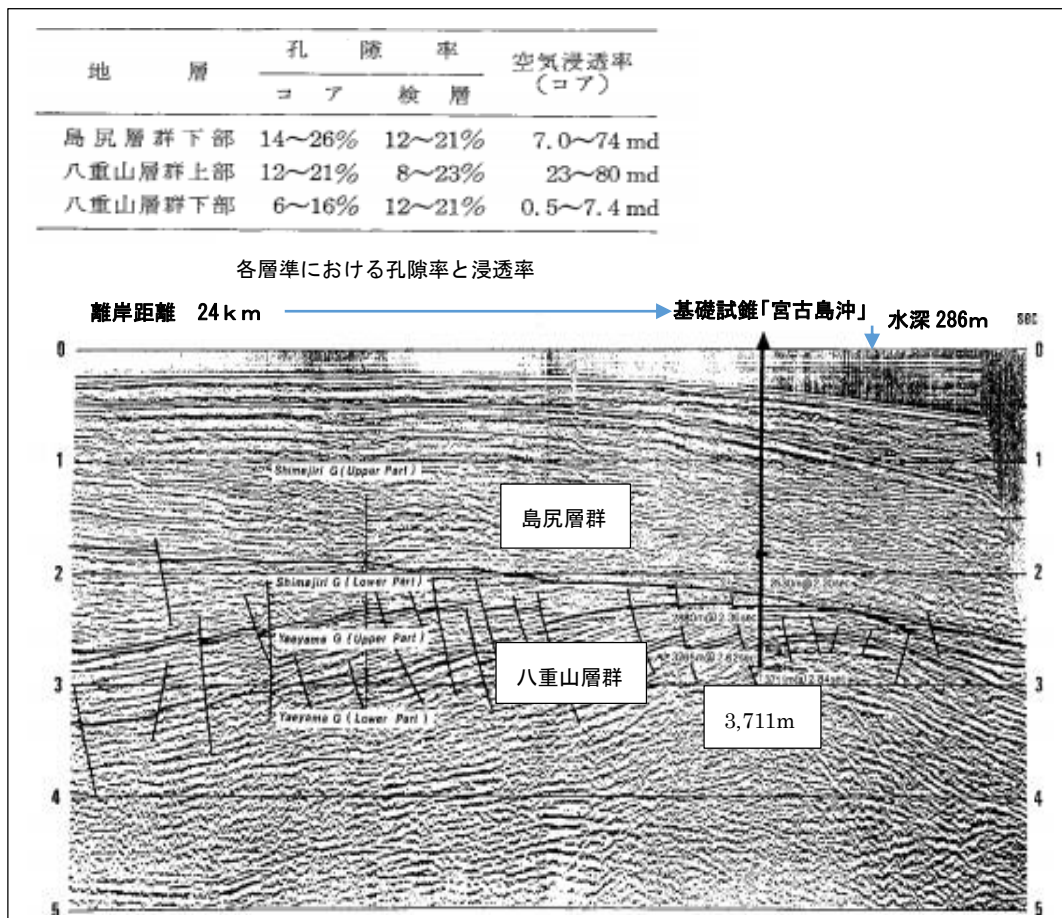 地層 孔隙率 空気浸透率(コア)
コア 検層
島尻層群下部 14〜26% 12〜21% 7.0〜74 md
八重山層群上部 12〜21% 8〜23% 23〜80 md
八重山層群下部 6〜16% 12〜21% 0.5〜7.4 md
各層準における孔隙率と浸透率
離岸距離 24km 基礎試錐「宮古島沖」 水深286m sec
0 0
1 1
Shimajiri G (Upper Part)
島尻層群
2 2
Shimajiri G (Lower Part)
Yaeyama G (Upper Part)
八重山層群
3 3
Yaeyama G (Lower Part)
3,711m
4 4
5 5